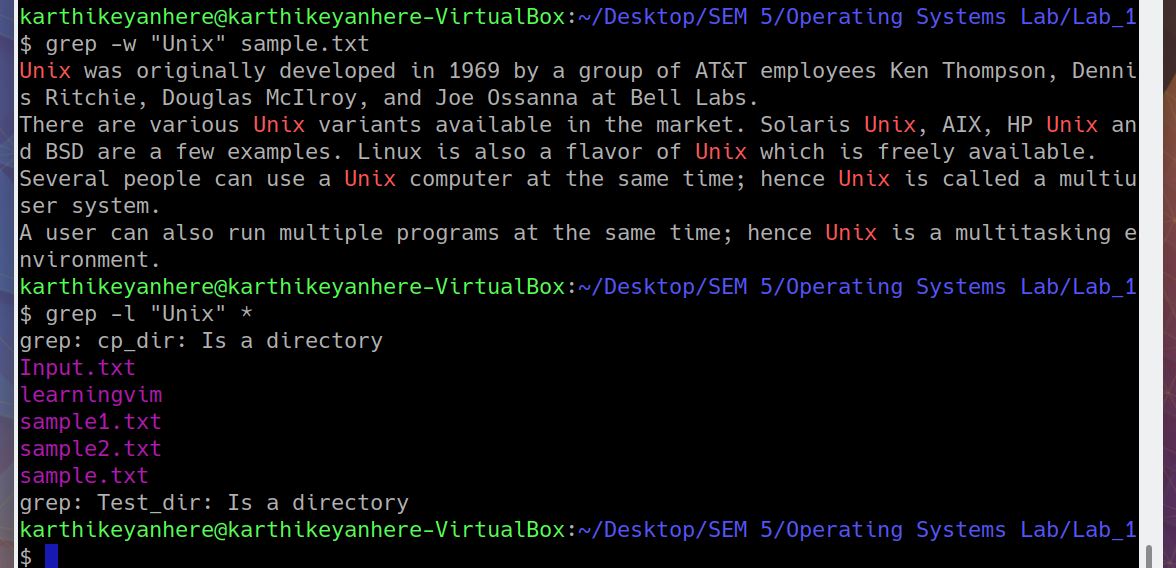 karthikeyanhere@karthikeyanhere-VirtualBox:~/Desktop/SEM 5/Operating Systems Lab/Lab_1
$ grep -w "Unix" sample.txt
Unix was originally developed in 1969 by a group of AT&T employees Ken Thompson, Denni
s Ritchie, Douglas McIlroy, and Joe Ossanna at Bell Labs.
There are various Unix variants available in the market. Solaris Unix, AIX, HP Unix an
d BSD are a few examples. Linux is also a flavor of Unix which is freely available.
Several people can use a Unix computer at the same time; hence Unix is called a multiu
ser system.
A user can also run multiple programs at the same time; hence Unix is a multitasking e
nvironment.
karthikeyanhere@karthikeyanhere-VirtualBox:~/Desktop/SEM 5/Operating Systems Lab/Lab_1
$ grep -l "Unix" *
grep: cp_dir: Is a directory
Input.txt
learningvim
sample1.txt
sample2.txt
sample.txt
grep: Test_dir: Is a directory
karthikeyanhere@karthikeyanhere-VirtualBox:~/Desktop/SEM 5/Operating Systems Lab/Lab_1
$